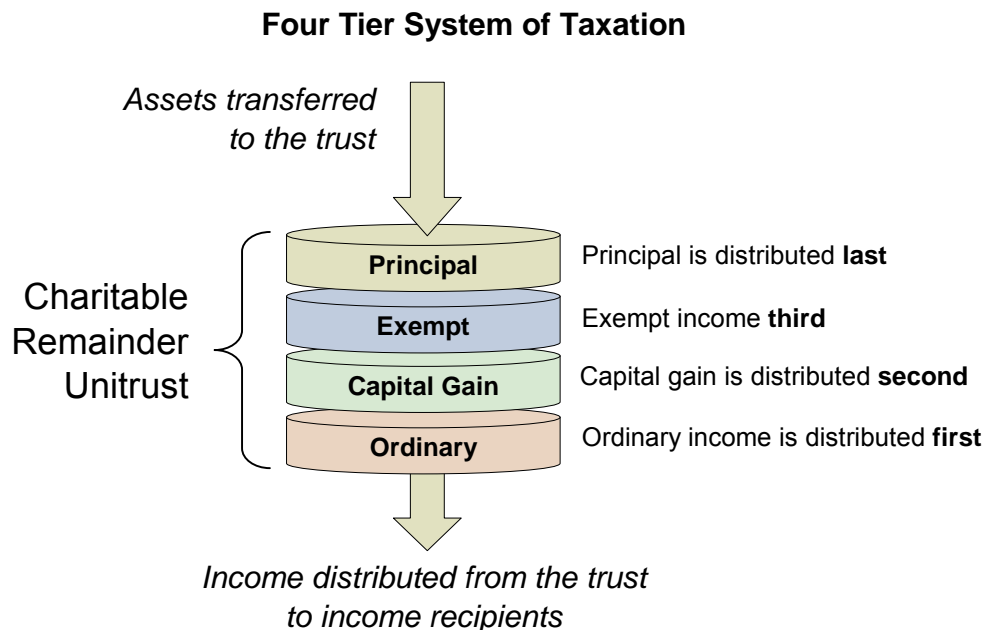 Four Tier System of Taxation
Assets transferred
to the trust
Charitable
Remainder
Unitrust
Principal
Principal is distributed last
Exempt
Exempt income third
Capital Gain
Capital gain is distributed second
Ordinary
Ordinary income is distributed first
Income distributed from the trust
to income recipients